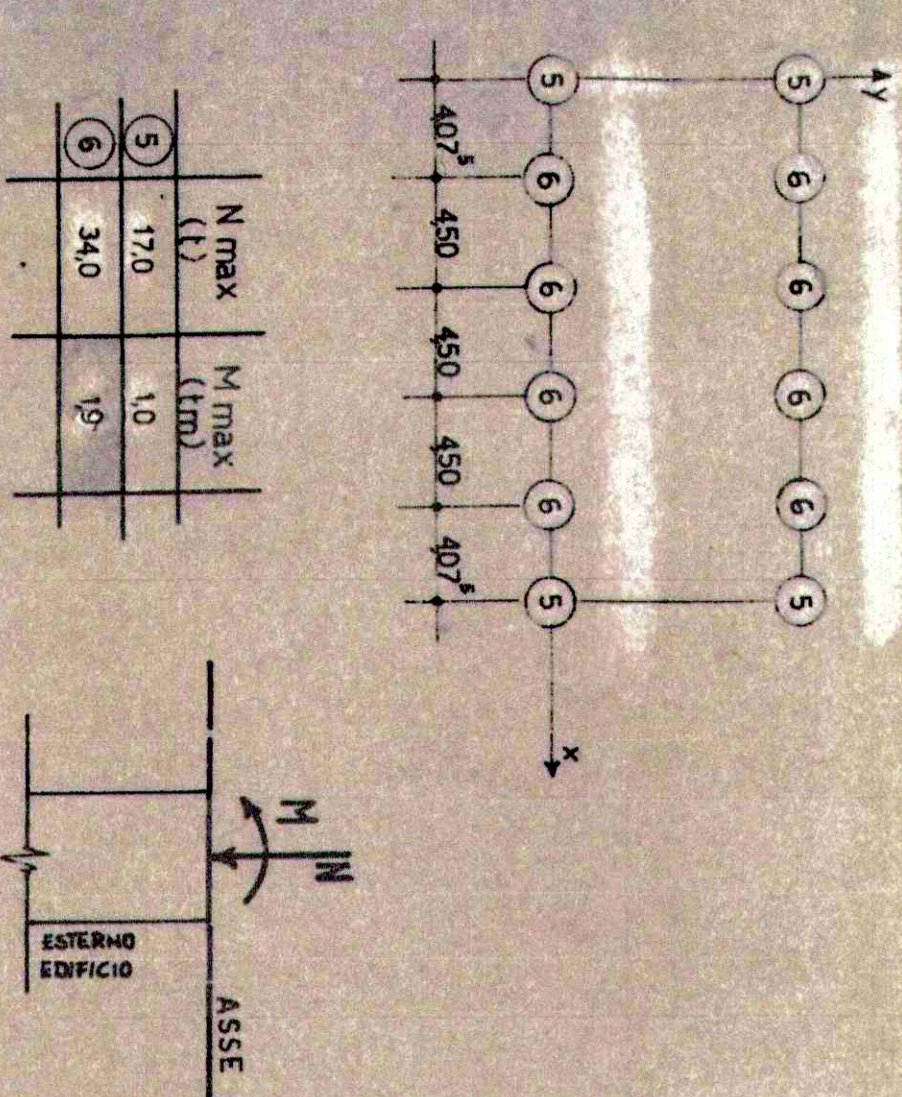 y
5 5
6 6
6 6
6 6
6 6
5 5
x
407⁵ 450 450 450 407⁵
N max (t) M max (tm)
5 17,0 1,0
6 34,0 1,9
M
N
ASSE
ESTERNO
EDIFICIO